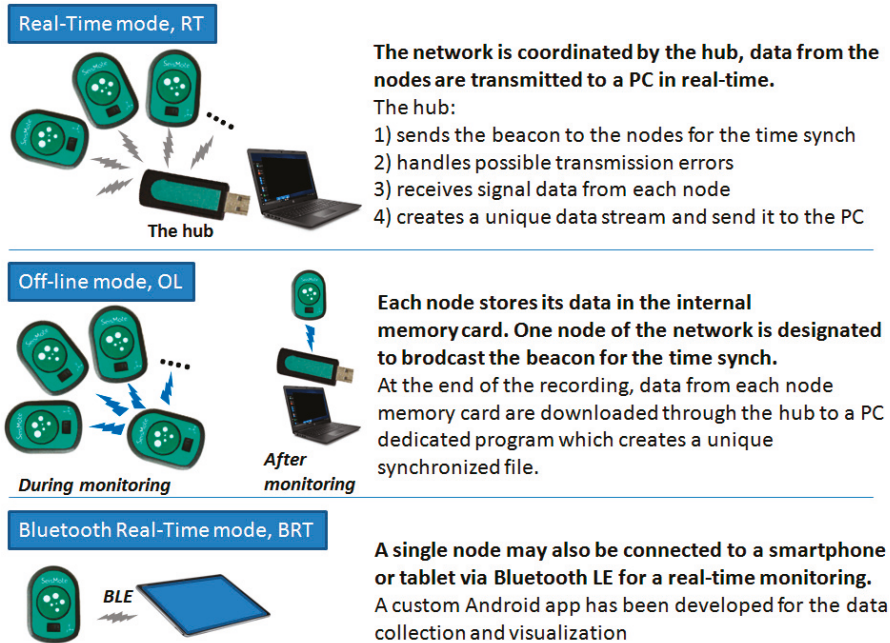 Real-Time mode, RT
SensMote
SensMote
The hub
The network is coordinated by the hub, data from the
nodes are transmitted to a PC in real-time.
The hub:
1) sends the beacon to the nodes for the time synch
2) handles possible transmission errors
3) receives signal data from each node
4) creates a unique data stream and send it to the PC
Off-line mode, OL
During monitoring
After
monitoring
Each node stores its data in the internal
memory card. One node of the network is designated
to brodcast the beacon for the time synch.
At the end of the recording, data from each node
memory card are downloaded through the hub to a PC
dedicated program which creates a unique
synchronized file.
Bluetooth Real-Time mode, BRT
BLE
A single node may also be connected to a smartphone
or tablet via Bluetooth LE for a real-time monitoring.
A custom Android app has been developed for the data
collection and visualization